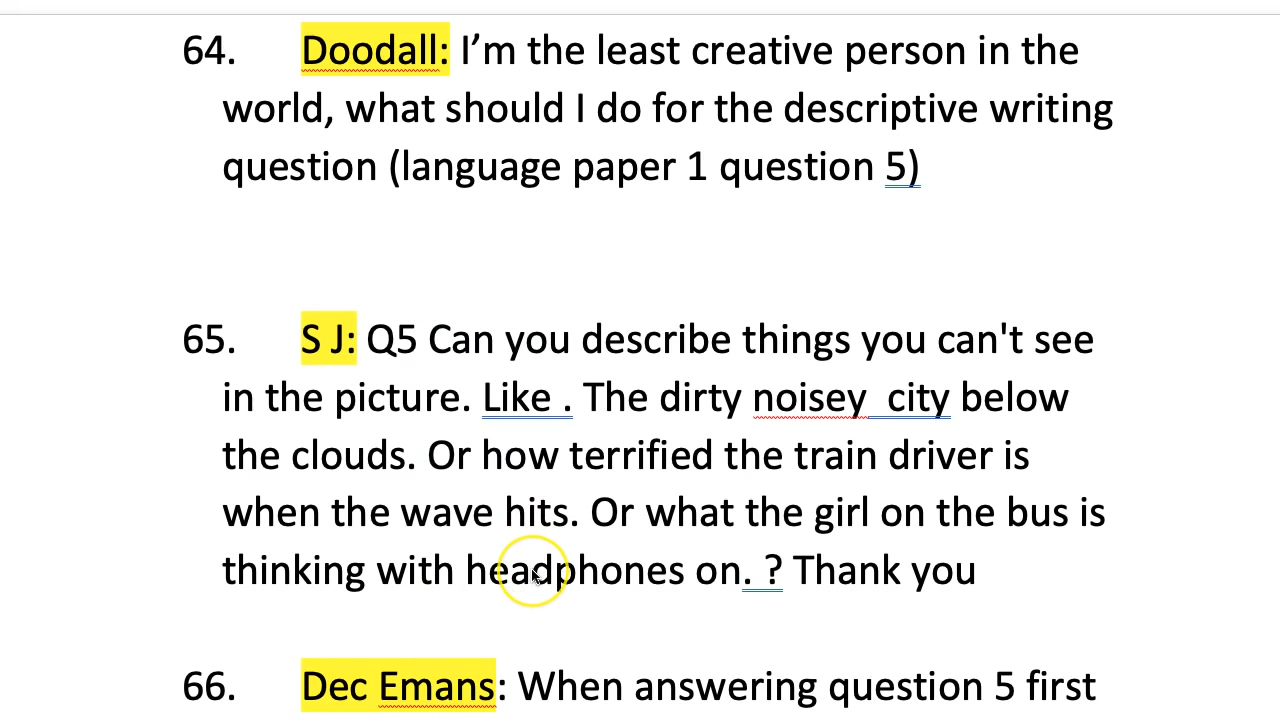 64. Doodall: I’m the least creative person in the
world, what should I do for the descriptive writing
question (language paper 1 question 5)
65. S J: Q5 Can you describe things you can't see
in the picture. Like . The dirty noisey  city below
the clouds. Or how terrified the train driver is
when the wave hits. Or what the girl on the bus is
thinking with headphones on. ? Thank you
66. Dec Emans: When answering question 5 first